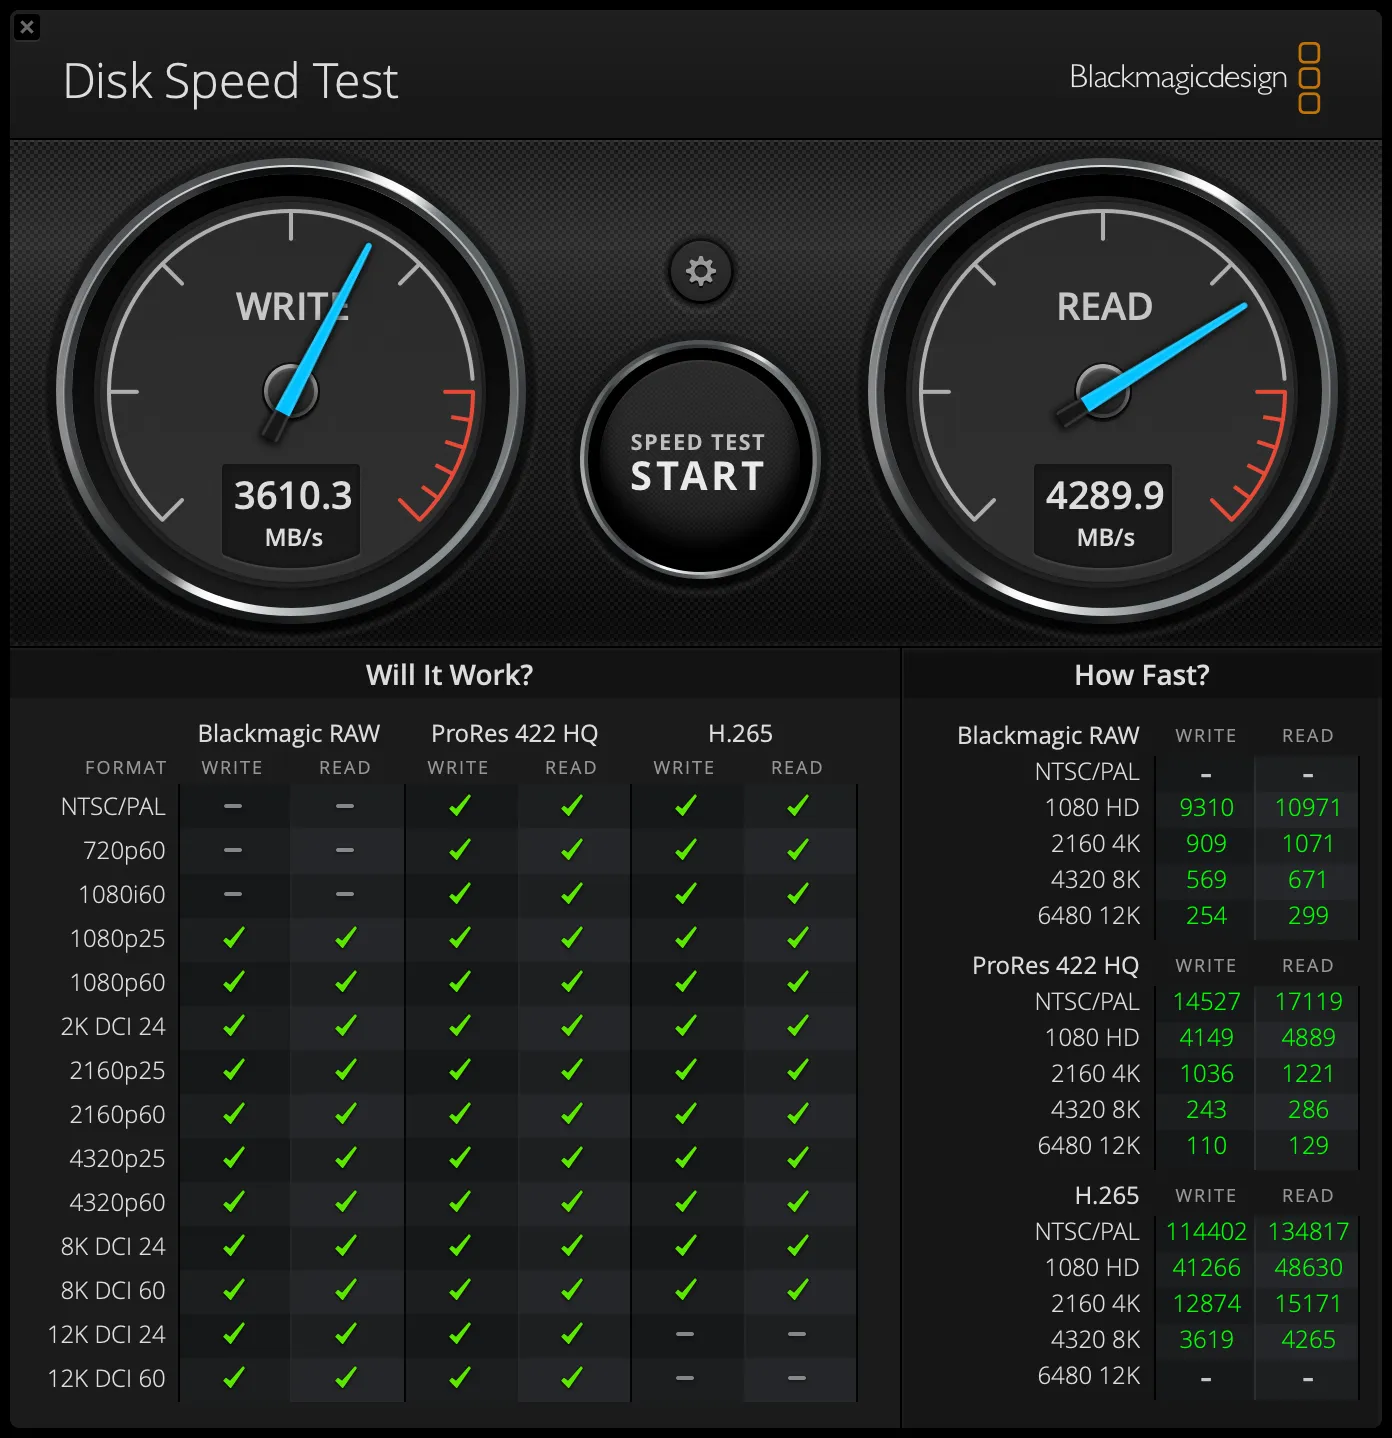 Disk Speed Test
Blackmagicdesign
WRITE
3610.3
MB/s
SPEED TEST
START
READ
4289.9
MB/s
Will It Work?
Blackmagic RAW ProRes 422 HQ H.265
FORMAT WRITE READ WRITE READ WRITE READ
NTSC/PAL – – ✓ ✓ ✓ ✓
720p60 – – ✓ ✓ ✓ ✓
1080i60 – – ✓ ✓ ✓ ✓
1080p25 ✓ ✓ ✓ ✓ ✓ ✓
1080p60 ✓ ✓ ✓ ✓ ✓ ✓
2K DCI 24 ✓ ✓ ✓ ✓ ✓ ✓
2160p25 ✓ ✓ ✓ ✓ ✓ ✓
2160p60 ✓ ✓ ✓ ✓ ✓ ✓
4320p25 ✓ ✓ ✓ ✓ ✓ ✓
4320p60 ✓ ✓ ✓ ✓ ✓ ✓
8K DCI 24 ✓ ✓ ✓ ✓ ✓ ✓
8K DCI 60 ✓ ✓ ✓ ✓ ✓ ✓
12K DCI 24 ✓ ✓ ✓ ✓ – –
12K DCI 60 ✓ ✓ ✓ ✓ – –
How Fast?
Blackmagic RAW WRITE READ
NTSC/PAL - -
1080 HD 9310 10971
2160 4K 909 1071
4320 8K 569 671
6480 12K 254 299
ProRes 422 HQ WRITE READ
NTSC/PAL 14527 17119
1080 HD 4149 4889
2160 4K 1036 1221
4320 8K 243 286
6480 12K 110 129
H.265 WRITE READ
NTSC/PAL 114402 134817
1080 HD 41266 48630
2160 4K 12874 15171
4320 8K 3619 4265
6480 12K - -